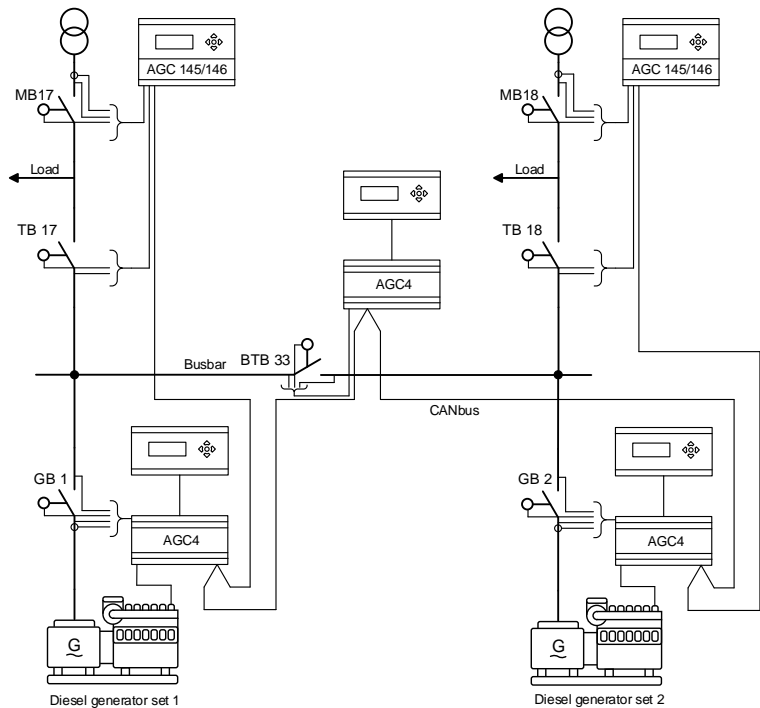 AGC 145/146
AGC 145/146
MB17
MB18
Load
Load
TB 17
TB 18
AGC4
Busbar
BTB 33
CANbus
GB 1
GB 2
AGC4
AGC4
G
G
Diesel generator set 1
Diesel generator set 2